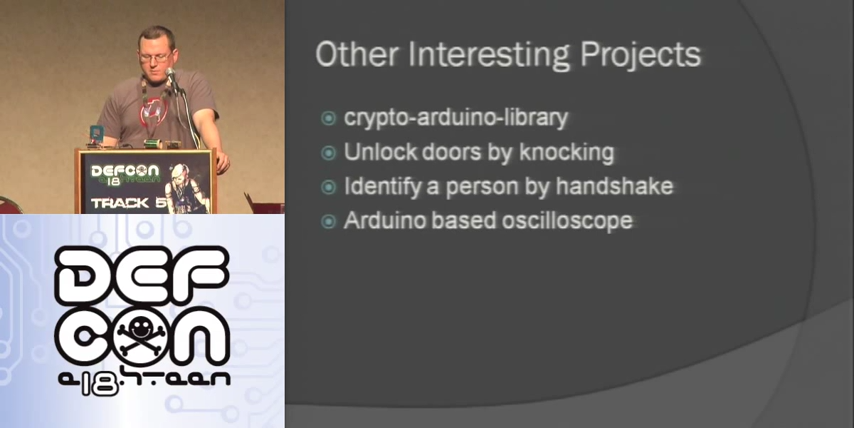 DEFCON
18
TRACK 5
DEF
CON
e18hteen
Other Interesting Projects
crypto-arduino-library
Unlock doors by knocking
Identify a person by handshake
Arduino based oscilloscope